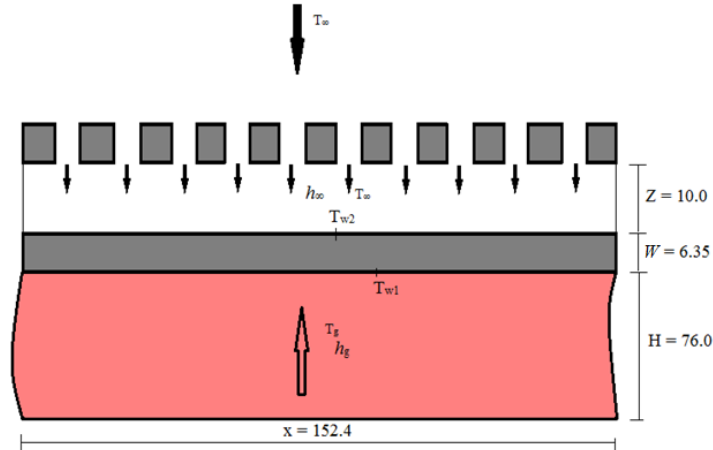 T∞
h∞ T∞
Z = 10.0
Tw2
W = 6.35
Tw1
Tg
hg
H = 76.0
x = 152.4